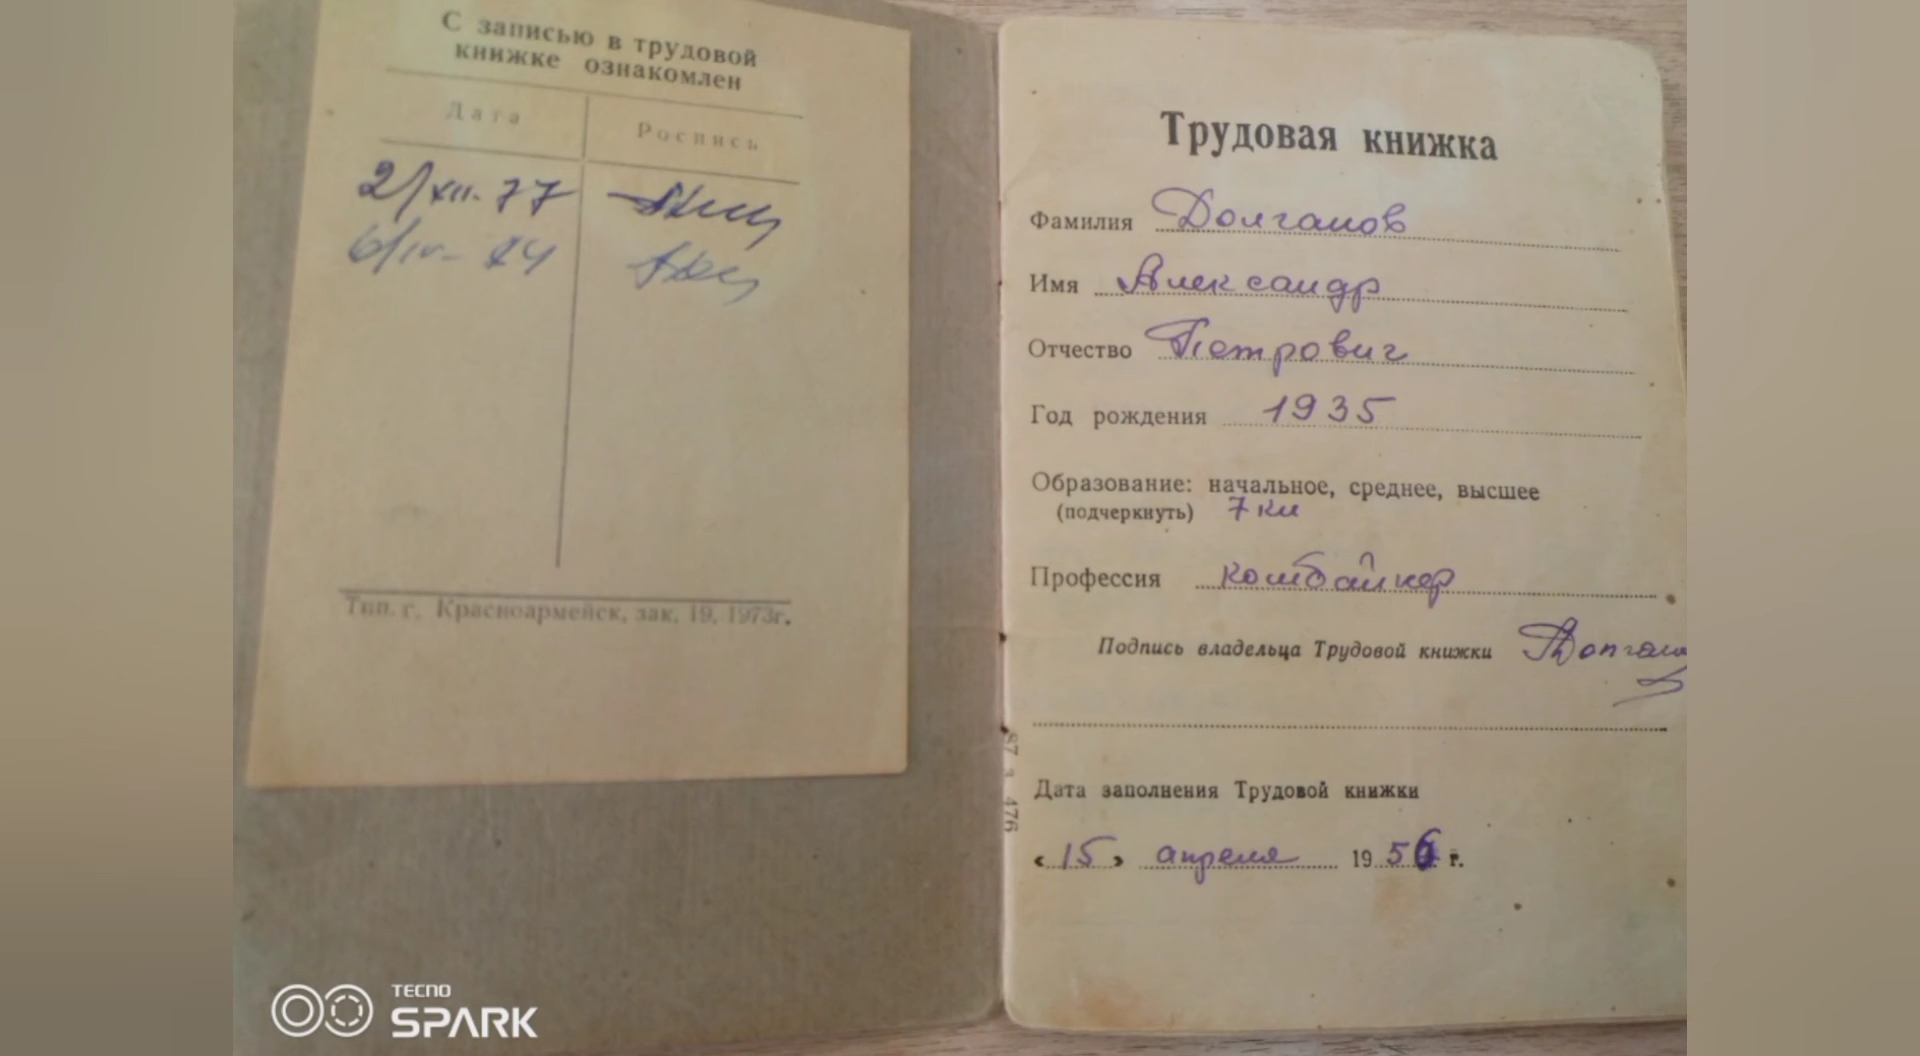 С записью в трудовой
книжке ознакомлен
Дата Роспись
2/XII-77
6/IV-84
Тип. г. Красноармейск, зак. 19, 1973г.
Трудовая книжка
Фамилия Долганов
Имя Александр
Отчество Петрович
Год рождения 1935
Образование: начальное, среднее, высшее
(подчеркнуть) 7 кл
Профессия комбайнер
Подпись владельца Трудовой книжки
Дата заполнения Трудовой книжки
«15» апреля 1956 г.
87 з 476
TECNO
SPARK